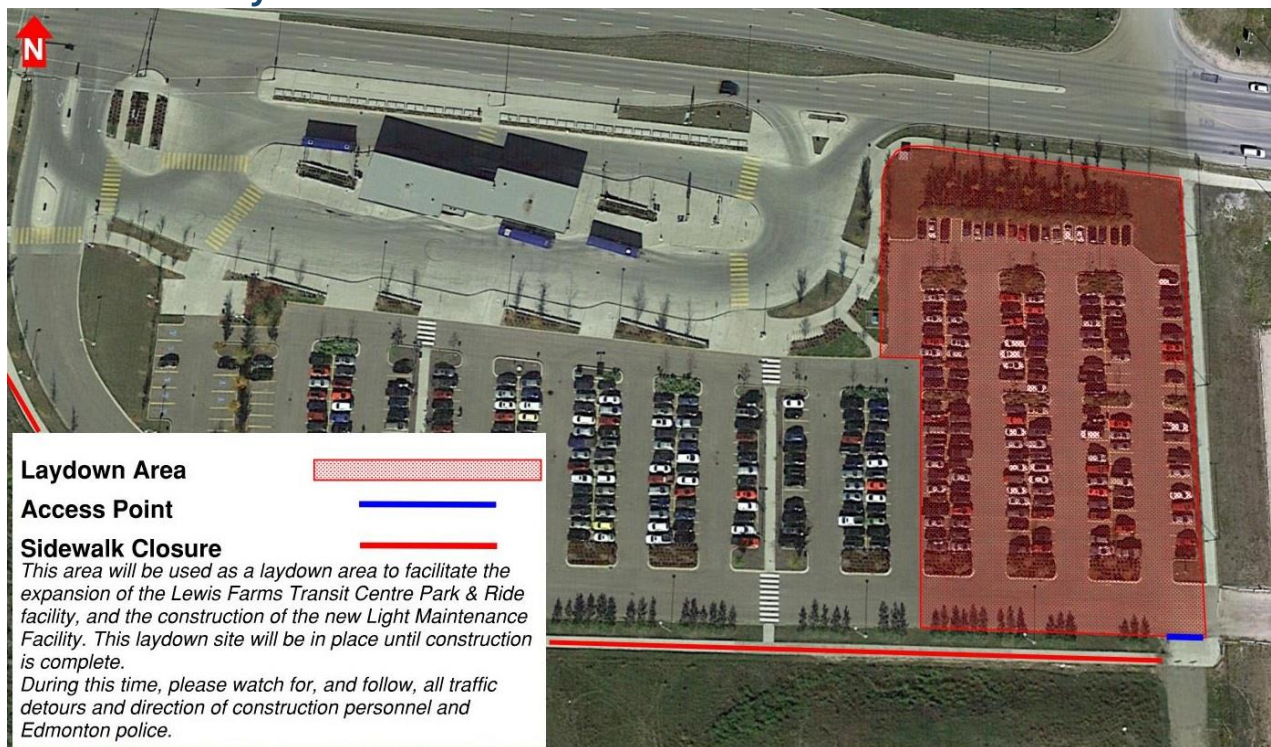 N
Laydown Area
Access Point
Sidewalk Closure
This area will be used as a laydown area to facilitate the
expansion of the Lewis Farms Transit Centre Park & Ride
facility, and the construction of the new Light Maintenance
Facility. This laydown site will be in place until construction
is complete.
During this time, please watch for, and follow, all traffic
detours and direction of construction personnel and
Edmonton police.